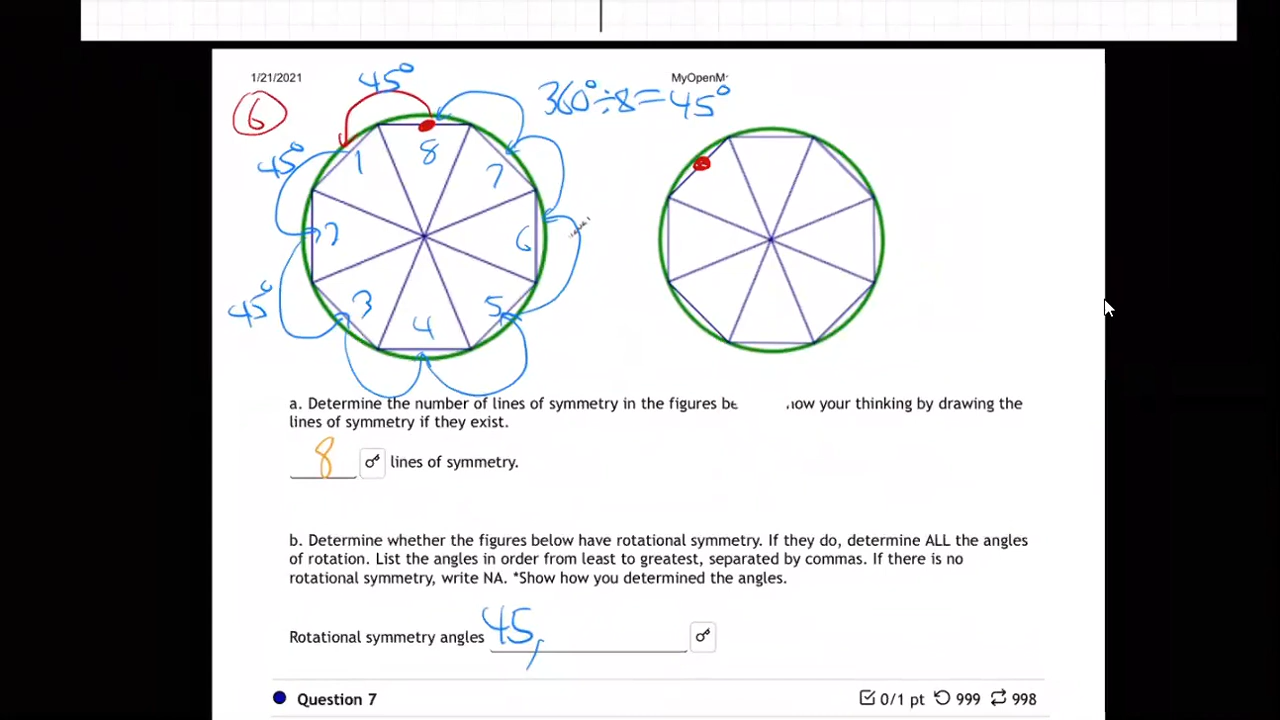 1/21/2021
MyOpenM
6
45°
360° ÷ 8 = 45°
45°
45°
1
8
7
2
6
3
4
5
a. Determine the number of lines of symmetry in the figures be how your thinking by drawing the
lines of symmetry if they exist.
8 lines of symmetry.
b. Determine whether the figures below have rotational symmetry. If they do, determine ALL the angles
of rotation. List the angles in order from least to greatest, separated by commas. If there is no
rotational symmetry, write NA. *Show how you determined the angles.
Rotational symmetry angles 45,
Question 7
0/1 pt 999 998